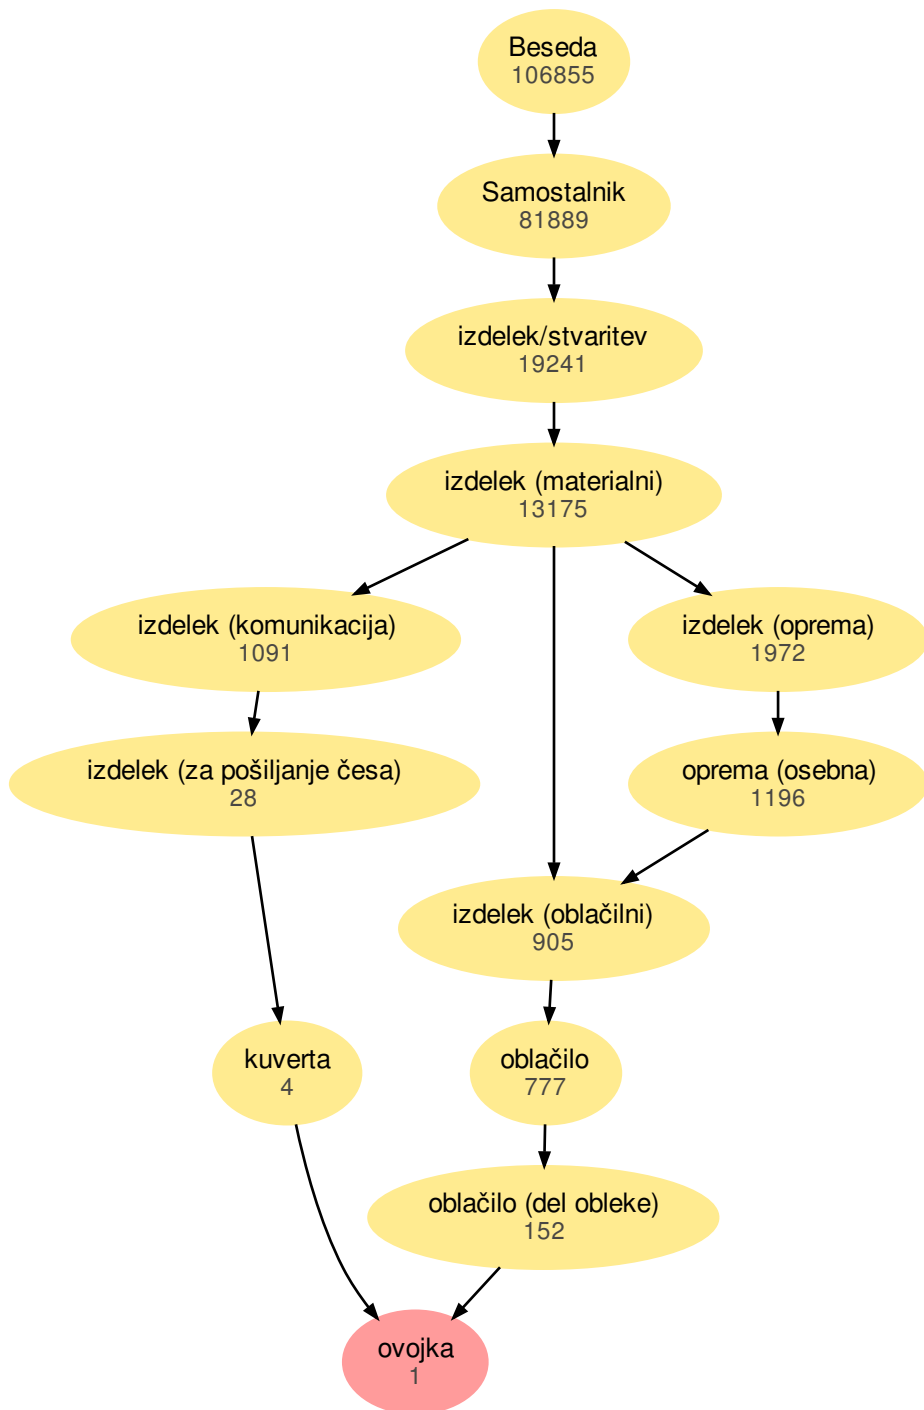 Beseda
106855
Samostalnik
81889
izdelek/stvaritev
19241
izdelek (materialni)
13175
izdelek (komunikacija)
1091
izdelek (oprema)
1972
izdelek (za pošiljanje česa)
28
oprema (osebna)
1196
izdelek (oblačilni)
905
kuverta
4
oblačilo
777
oblačilo (del obleke)
152
ovojka
1